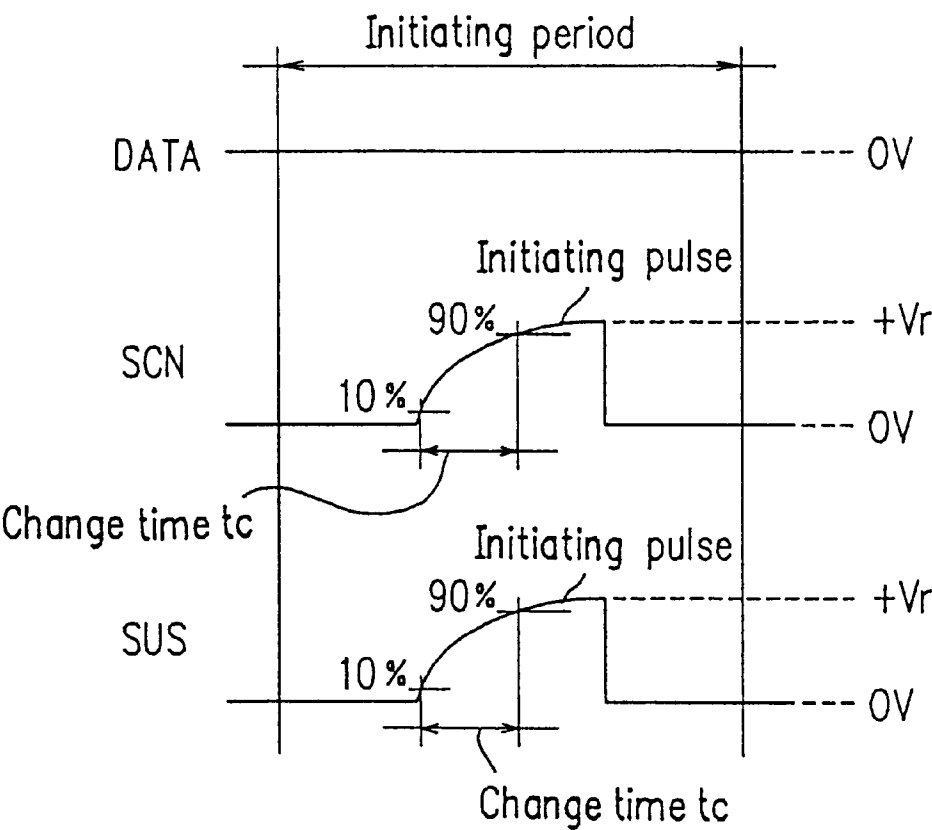 Initiating period
DATA
0V
Initiating pulse
90%
+Vr
SCN
10%
0V
Change time tc
Initiating pulse
90%
+Vr
SUS
10%
0V
Change time tc